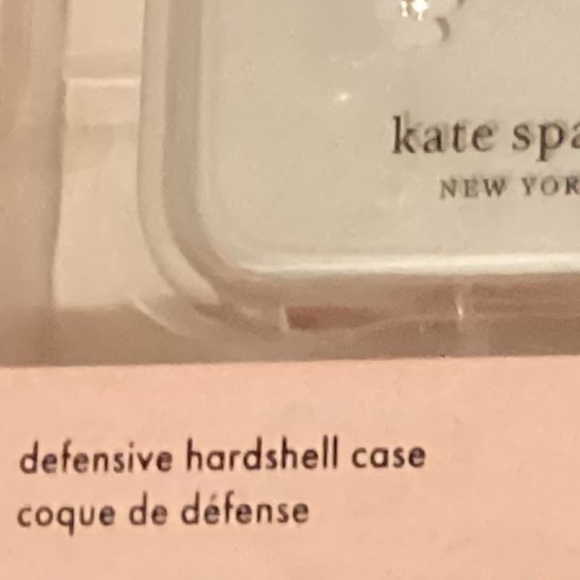 kate spa
NEW YOR
defensive hardshell case
coque de défense